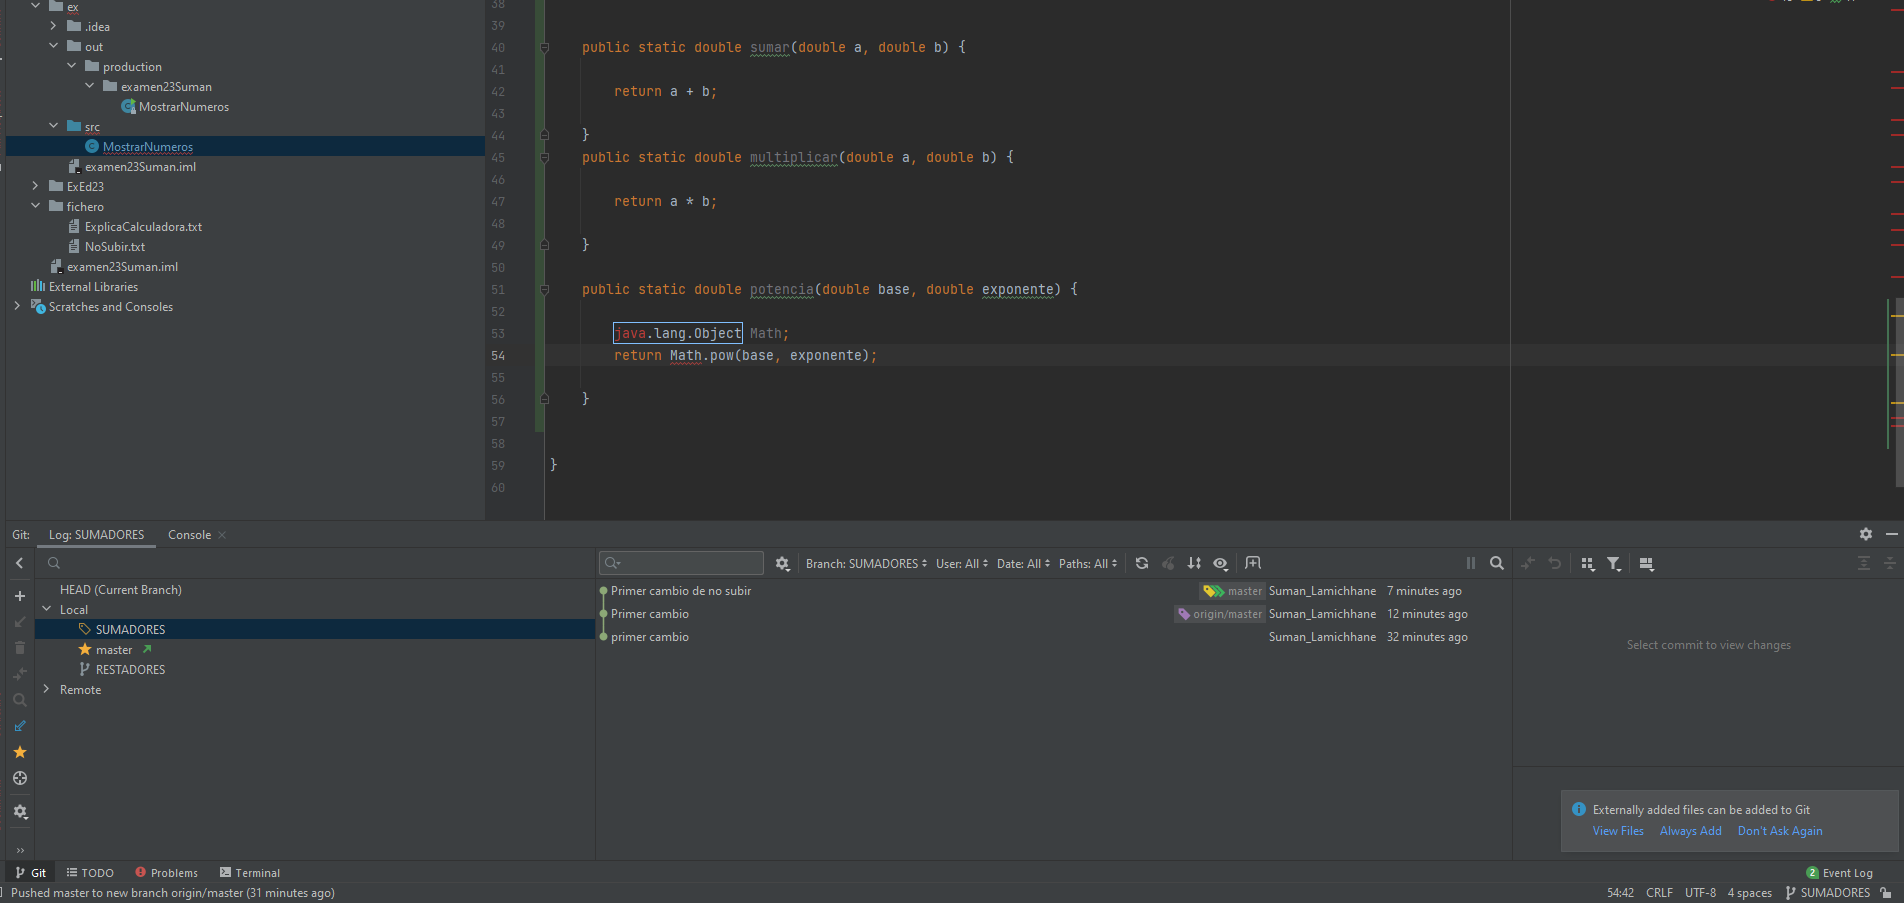 ex
.idea
out
production
examen23Suman
MostrarNumeros
src
MostrarNumeros
examen23Suman.iml
ExEd23
fichero
ExplicaCalculadora.txt
NoSubir.txt
examen23Suman.iml
External Libraries
Scratches and Consoles
38
39
40 public static double sumar(double a, double b) {
41
42 return a + b;
43
44 }
45 public static double multiplicar(double a, double b) {
46
47 return a * b;
48
49 }
50
51 public static double potencia(double base, double exponente) {
52
53 java.lang.Object Math;
54 return Math.pow(base, exponente);
55
56 }
57
58
59 }
60
Git: Log: SUMADORES Console
Branch: SUMADORES User: All Date: All Paths: All
HEAD (Current Branch)
Local
SUMADORES
master
RESTADORES
Remote
Primer cambio de no subir master Suman_Lamichhane 7 minutes ago
Primer cambio origin/master Suman_Lamichhane 12 minutes ago
primer cambio Suman_Lamichhane 32 minutes ago
Select commit to view changes
Externally added files can be added to Git
View Files Always Add Don't Ask Again
Git TODO Problems Terminal 2 Event Log
Pushed master to new branch origin/master (31 minutes ago) 54:42 CRLF UTF-8 4 spaces SUMADORES